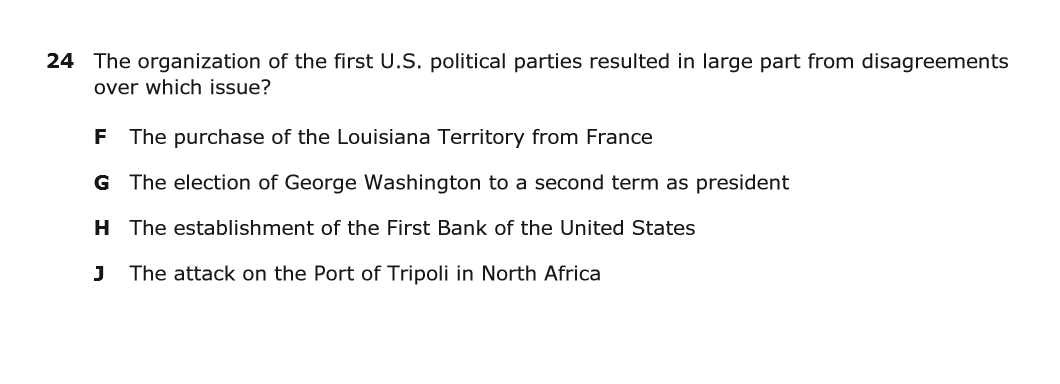 24 The organization of the first U.S. political parties resulted in large part from disagreements
over which issue?
F The purchase of the Louisiana Territory from France
G The election of George Washington to a second term as president
H The establishment of the First Bank of the United States
J The attack on the Port of Tripoli in North Africa